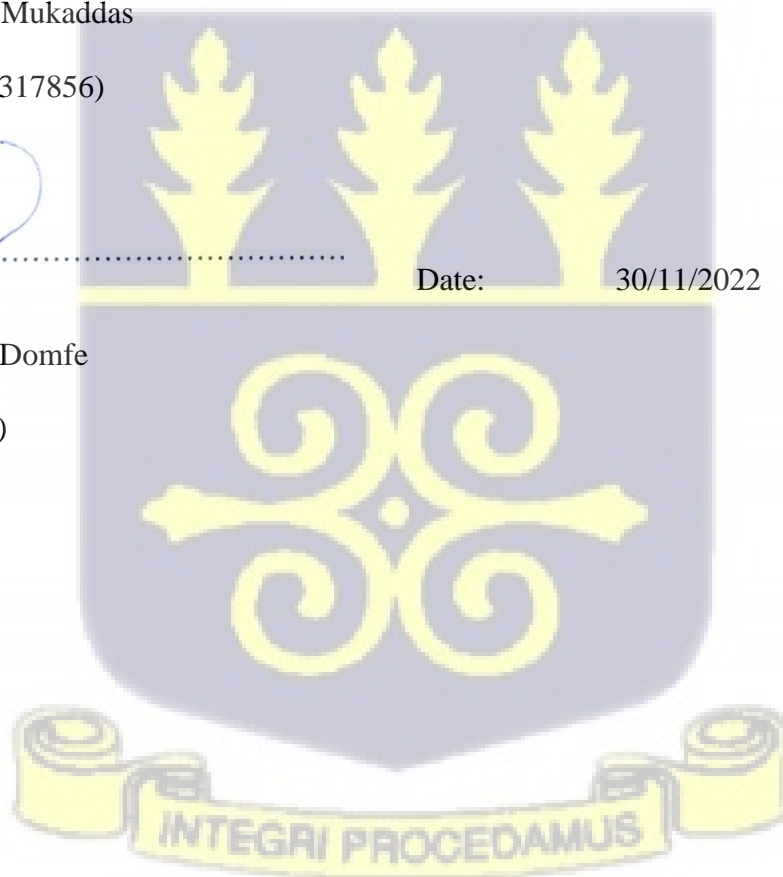 Mukaddas
317856)
........................................
Date: 30/11/2022
Domfe
)
INTEGRI PROCEDAMUS